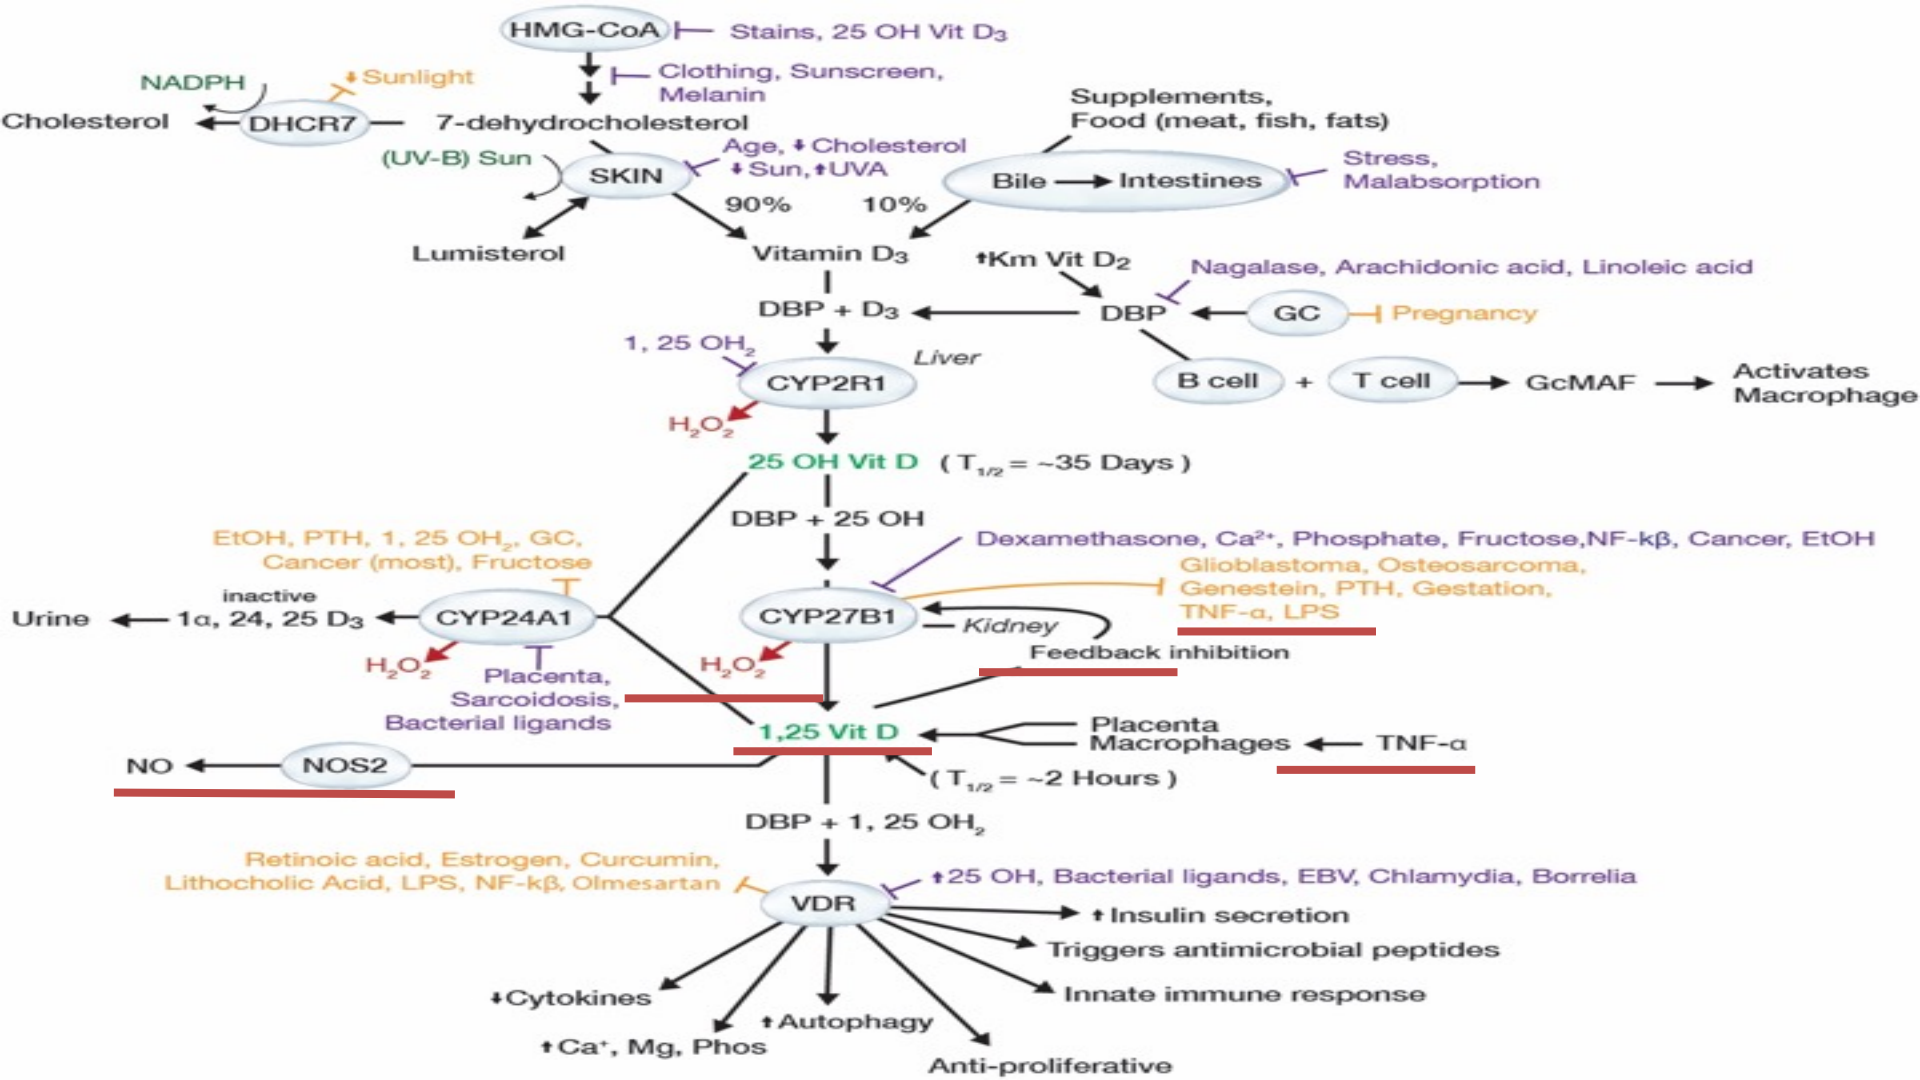 HMG-CoA
Stains, 25 OH Vit D₃
Clothing, Sunscreen,
Melanin
NADPH
Sunlight
Cholesterol
DHCR7
7-dehydrocholesterol
Supplements,
Food (meat, fish, fats)
(UV-B) Sun
SKIN
Age, Cholesterol
Sun, UVA
Bile
Intestines
Stress,
Malabsorption
90%
10%
Lumisterol
Vitamin D₃
Km Vit D₂
Nagalase, Arachidonic acid, Linoleic acid
DBP + D₃
DBP
GC
Pregnancy
1, 25 OH₂
Liver
CYP2R1
B cell
+
T cell
GcMAF
Activates
Macrophage
H₂O₂
25 OH Vit D
( T₁/₂ = ~35 Days )
DBP + 25 OH
EtOH, PTH, 1, 25 OH₂, GC,
Cancer (most), Fructose
Dexamethasone, Ca²⁺, Phosphate, Fructose,NF-kβ, Cancer, EtOH
Glioblastoma, Osteosarcoma,
Genestein, PTH, Gestation,
TNF-α, LPS
Urine
inactive
1α, 24, 25 D₃
CYP24A1
CYP27B1
Kidney
Feedback inhibition
H₂O₂
H₂O₂
Placenta,
Sarcoidosis,
Bacterial ligands
1,25 Vit D
Placenta
Macrophages
TNF-α
NO
NOS2
( T₁/₂ = ~2 Hours )
DBP + 1, 25 OH₂
Retinoic acid, Estrogen, Curcumin,
Lithocholic Acid, LPS, NF-kβ, Olmesartan
VDR
25 OH, Bacterial ligands, EBV, Chlamydia, Borrelia
Insulin secretion
Triggers antimicrobial peptides
Innate immune response
Cytokines
Ca⁺, Mg, Phos
Autophagy
Anti-proliferative